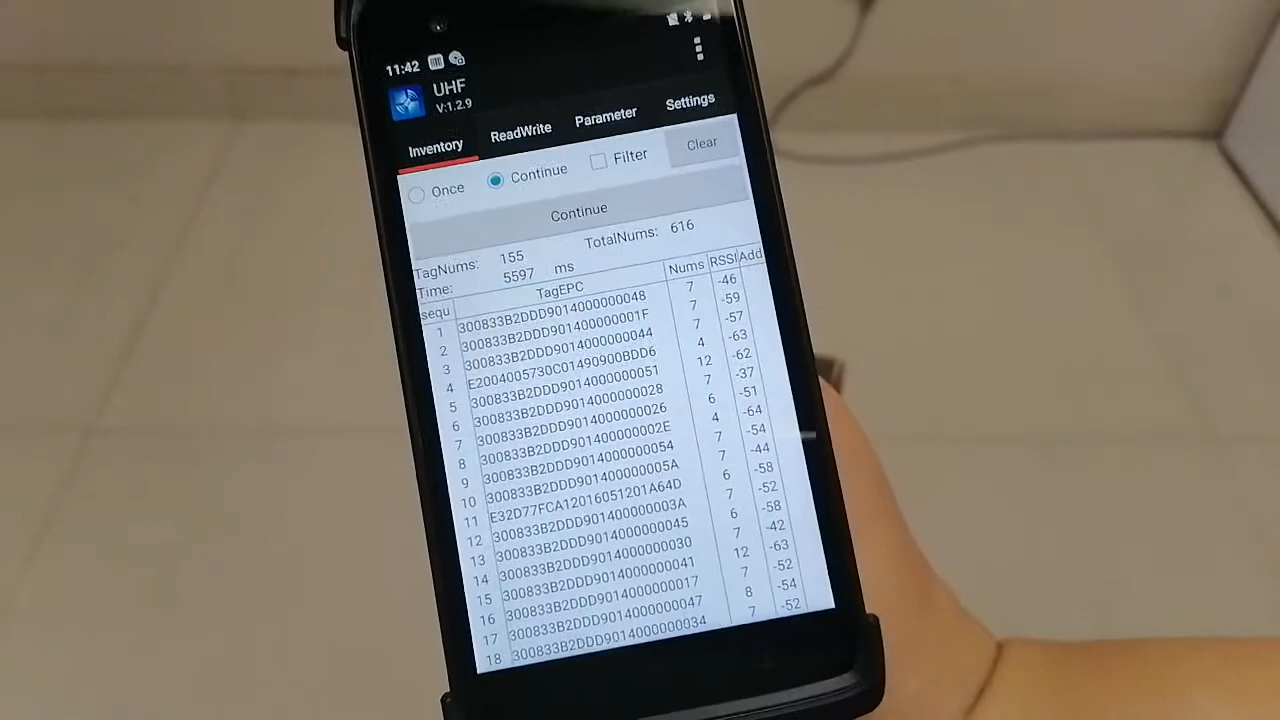 11:42
UHF
V:1.2.9
Inventory ReadWrite Parameter Settings
Once Continue Filter Clear
Continue
TagNums: 155 TotalNums: 616
Time: 5597 ms
sequ TagEPC Nums RSSI Add
1 300833B2DDD9014000000048 7 -46
2 300833B2DDD901400000001F 7 -59
3 300833B2DDD9014000000044 7 -57
4 E2004005730C01490900BDD6 4 -63
5 300833B2DDD9014000000051 12 -62
6 300833B2DDD9014000000028 7 -37
7 300833B2DDD9014000000026 6 -51
8 300833B2DDD901400000002E 4 -64
9 300833B2DDD9014000000054 7 -54
10 300833B2DDD901400000005A 7 -44
11 E32D77FCA12016051201A64D 6 -58
12 300833B2DDD901400000003A 7 -52
13 300833B2DDD9014000000045 6 -58
14 300833B2DDD9014000000030 7 -42
15 300833B2DDD9014000000041 12 -63
16 300833B2DDD9014000000017 7 -52
17 300833B2DDD9014000000047 8 -54
18 300833B2DDD9014000000034 7 -52